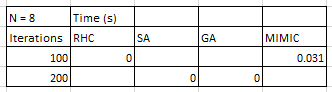 N = 8 Time (s)
Iterations RHC SA GA MIMIC
100 0 0.031
200 0 0